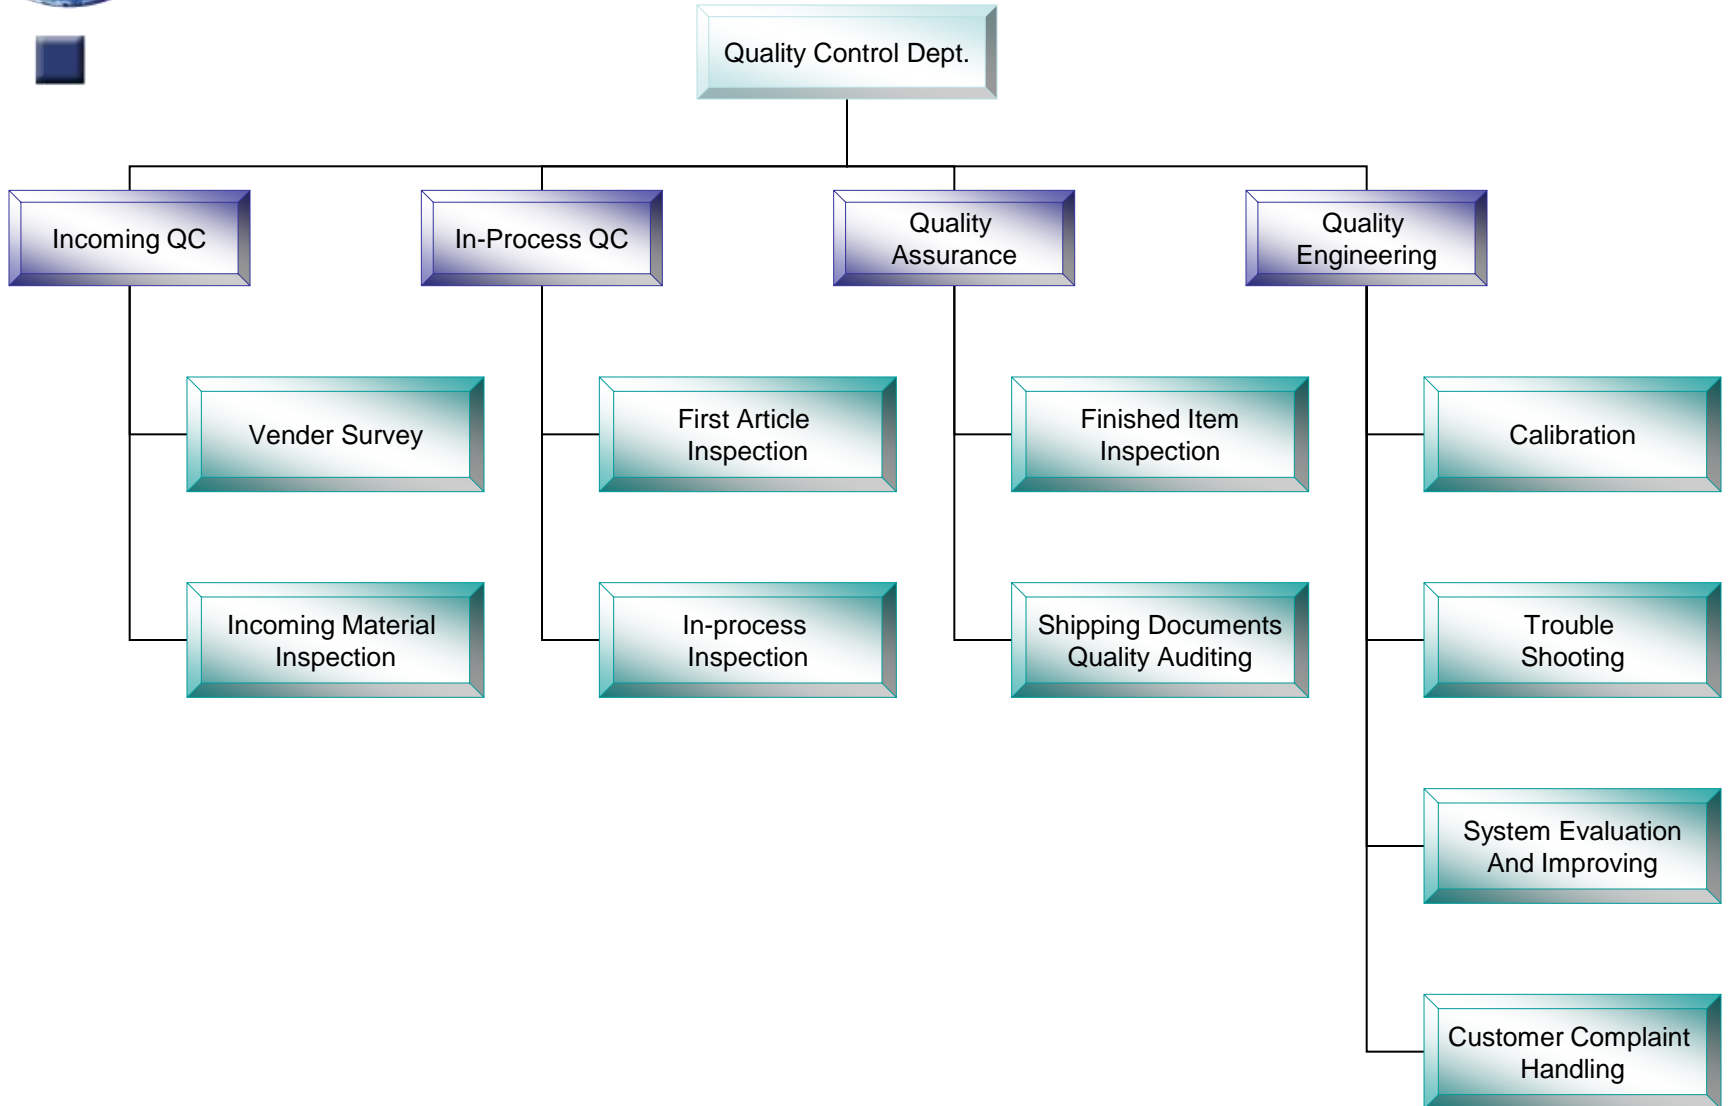 Quality Control Dept.
Incoming QC
In-Process QC
Quality
Assurance
Quality
Engineering
Vender Survey
First Article
Inspection
Finished Item
Inspection
Calibration
Incoming Material
Inspection
In-process
Inspection
Shipping Documents
Quality Auditing
Trouble
Shooting
System Evaluation
And Improving
Customer Complaint
Handling